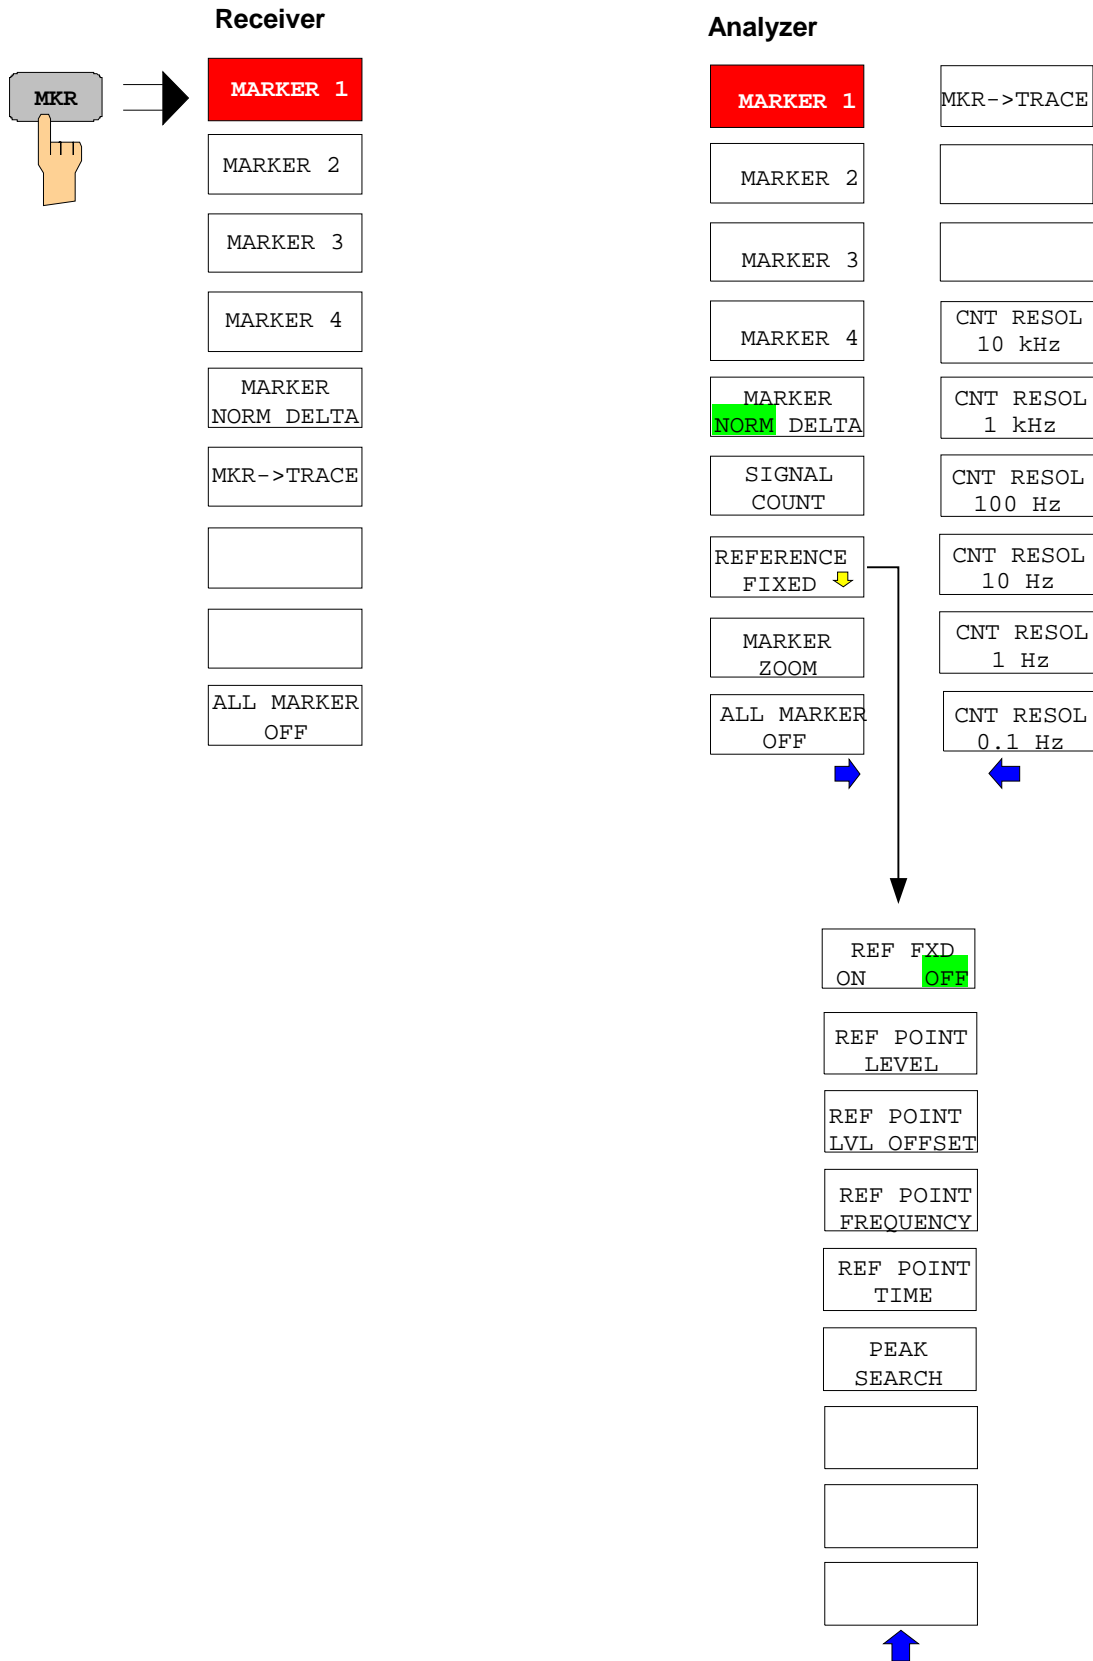 Receiver
MKR
MARKER 1
MARKER 2
MARKER 3
MARKER 4
MARKER
NORM DELTA
MKR->TRACE
ALL MARKER
OFF
Analyzer
MARKER 1
MARKER 2
MARKER 3
MARKER 4
MARKER
NORM DELTA
SIGNAL
COUNT
REFERENCE
FIXED
MARKER
ZOOM
ALL MARKER
OFF
MKR->TRACE
CNT RESOL
10 kHz
CNT RESOL
1 kHz
CNT RESOL
100 Hz
CNT RESOL
10 Hz
CNT RESOL
1 Hz
CNT RESOL
0.1 Hz
REF FXD
ON OFF
REF POINT
LEVEL
REF POINT
LVL OFFSET
REF POINT
FREQUENCY
REF POINT
TIME
PEAK
SEARCH